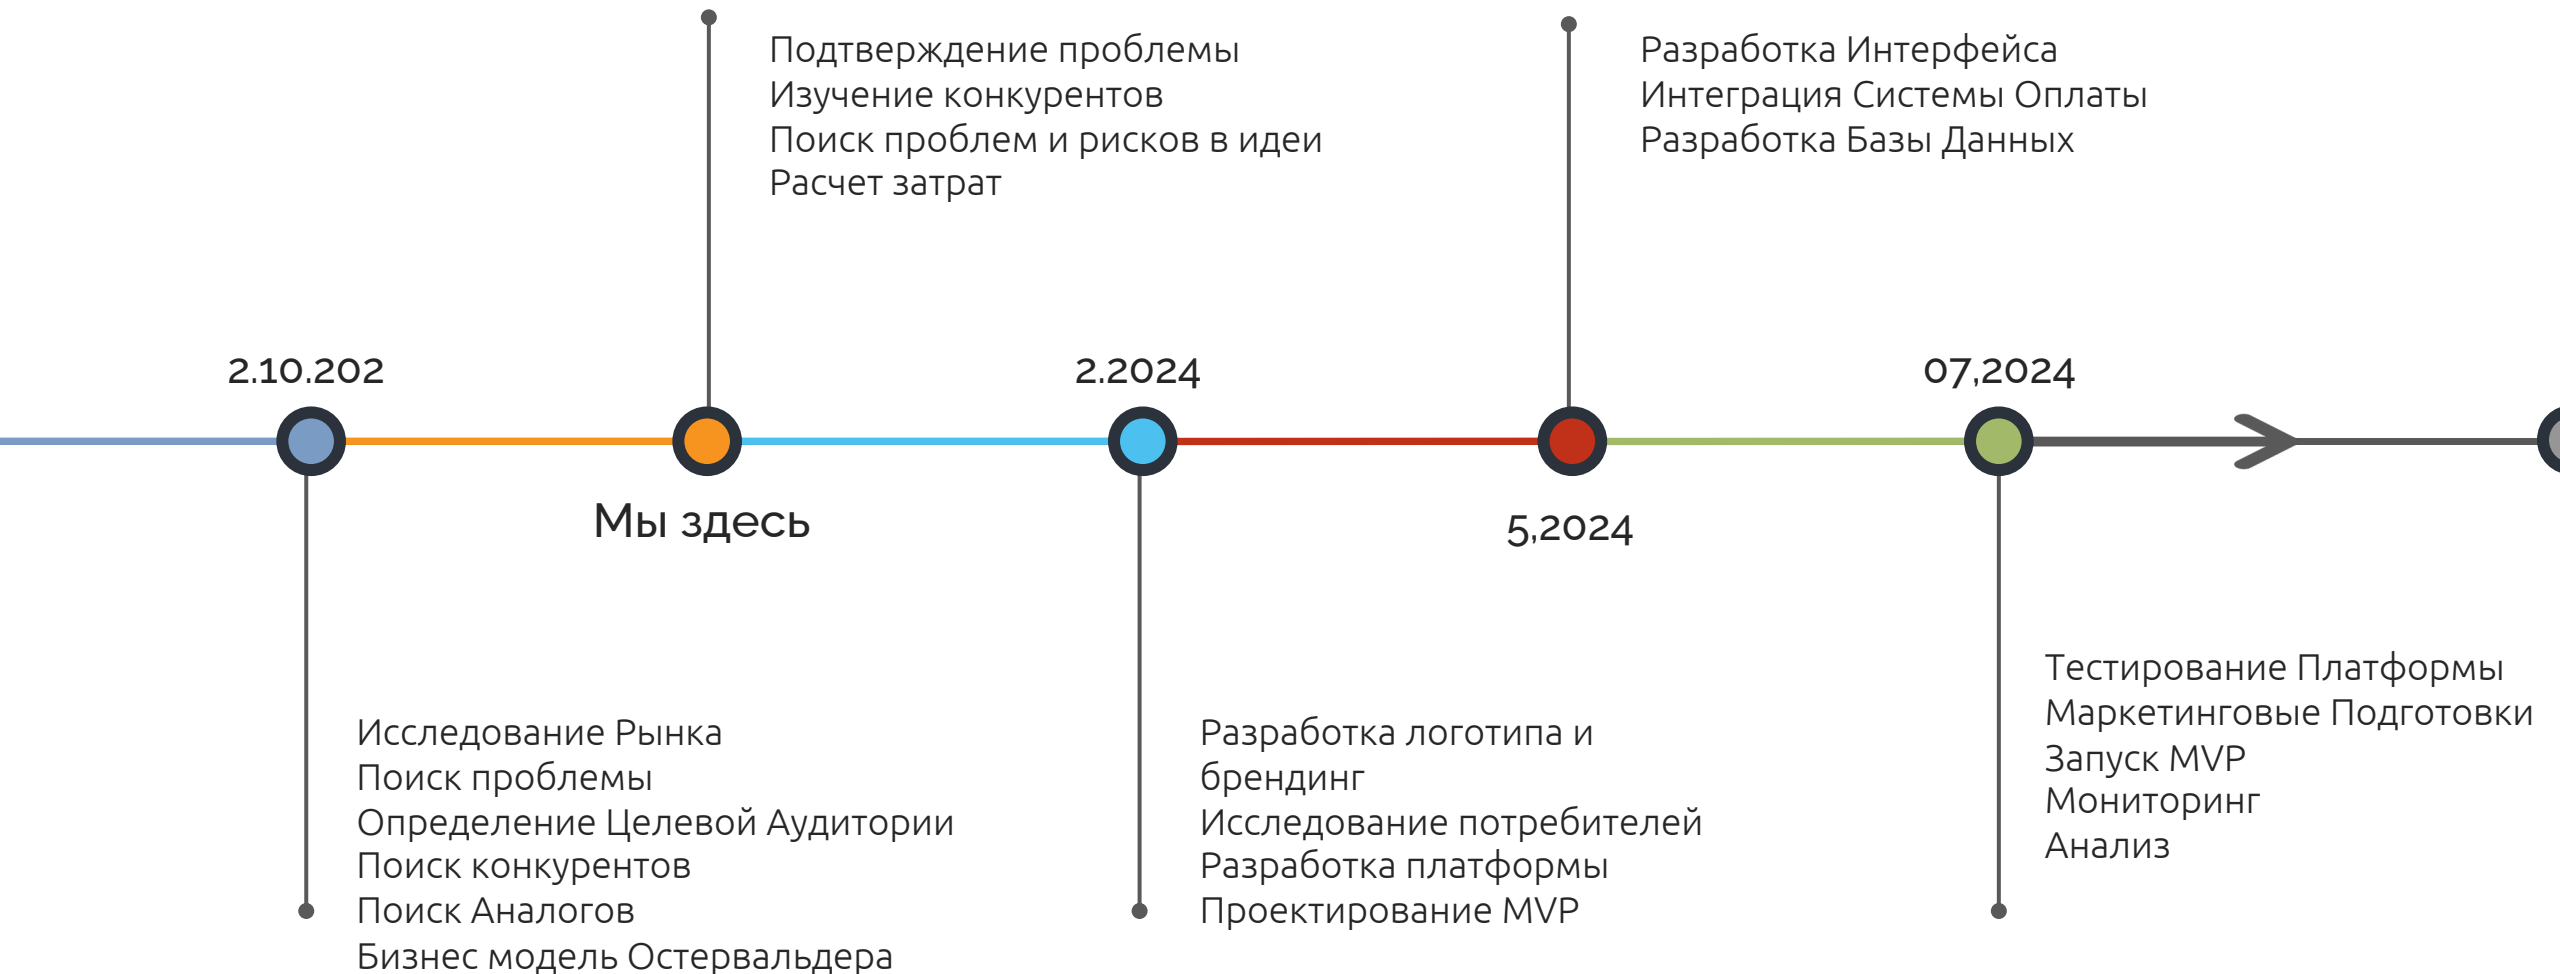 Подтверждение проблемы
Изучение конкурентов
Поиск проблем и рисков в идеи
Расчет затрат
Разработка Интерфейса
Интеграция Системы Оплаты
Разработка Базы Данных
2.10.202
2.2024
07,2024
Мы здесь
5,2024
Исследование Рынка
Поиск проблемы
Определение Целевой Аудитории
Поиск конкурентов
Поиск Аналогов
Бизнес модель Остервальдера
Разработка логотипа и
брендинг
Исследование потребителей
Разработка платформы
Проектирование MVP
Тестирование Платформы
Маркетинговые Подготовки
Запуск MVP
Мониторинг
Анализ